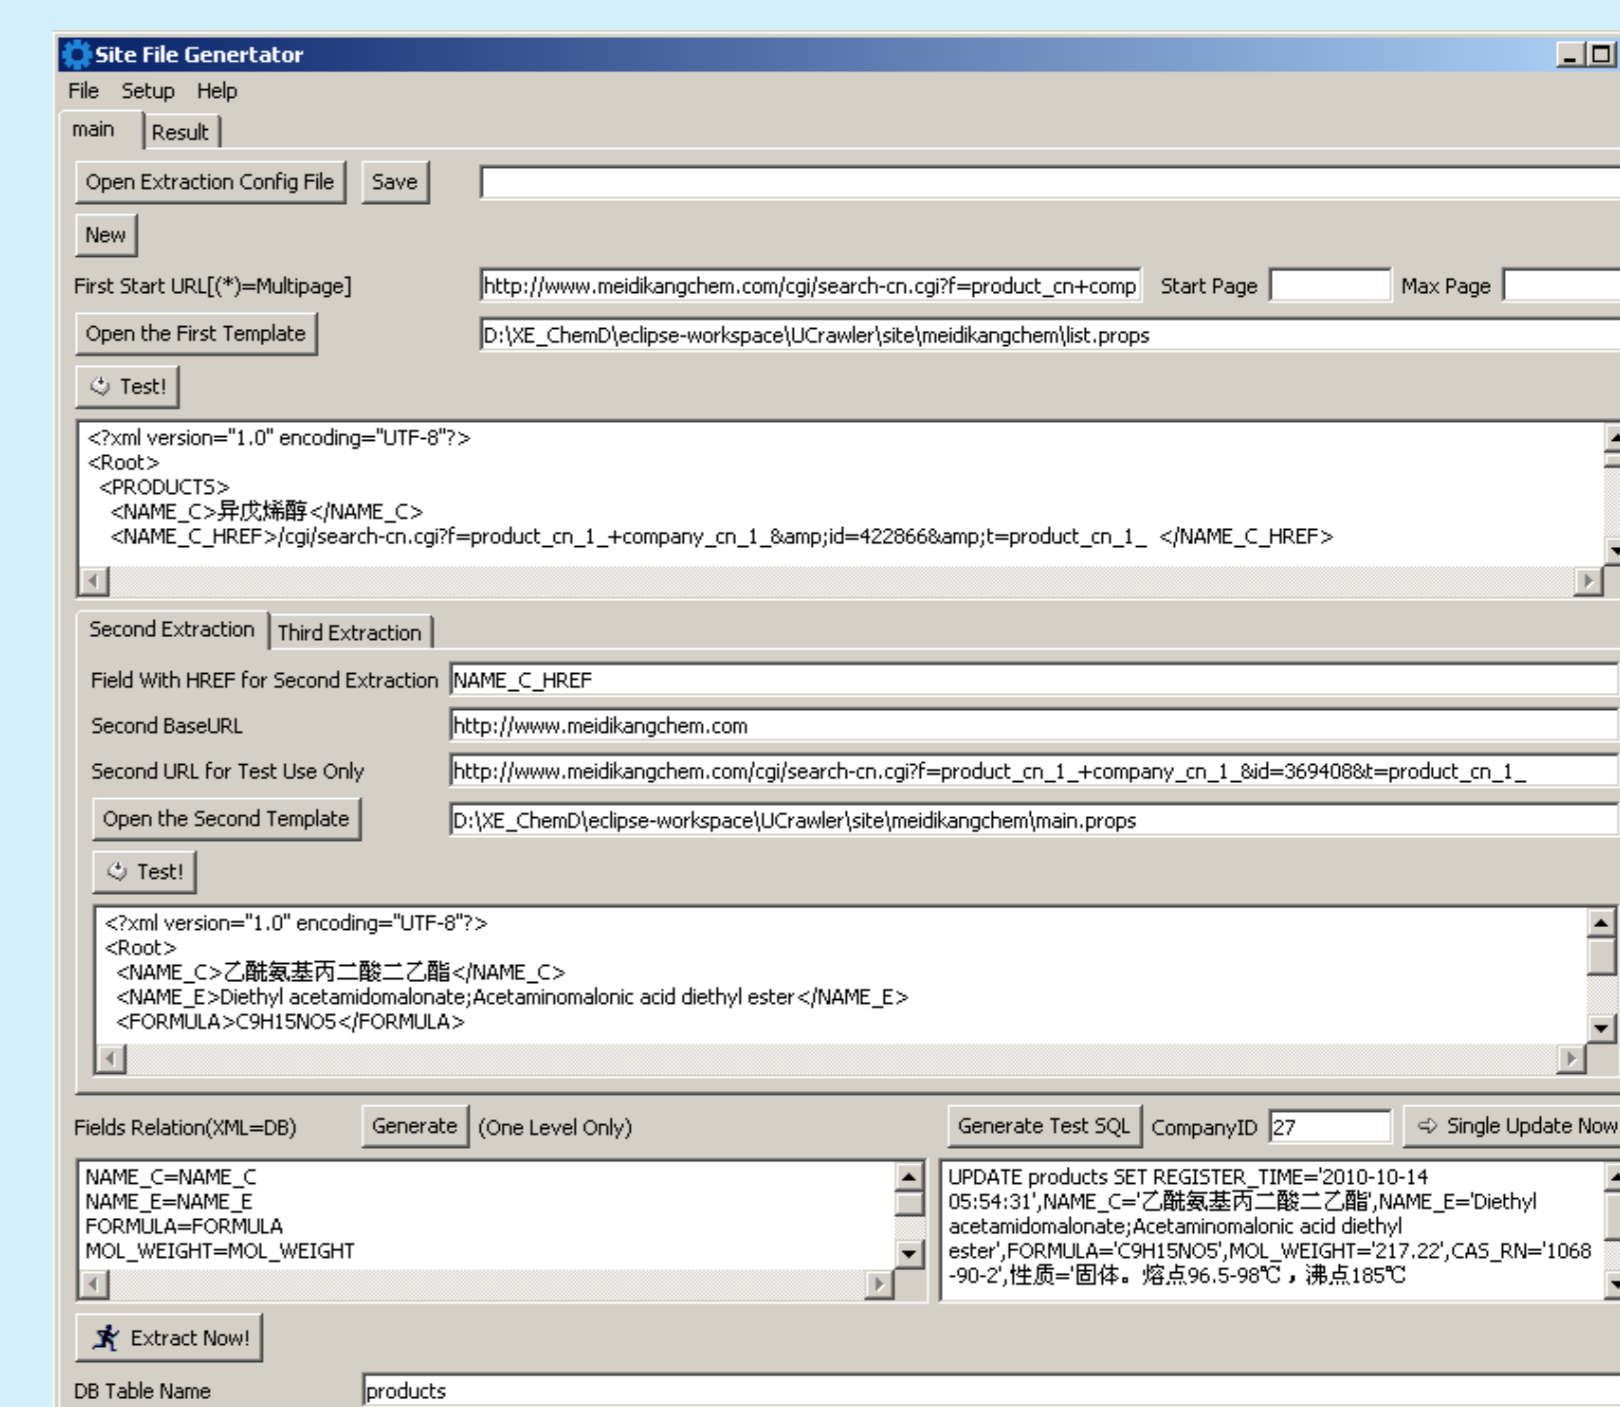 Site File Genertator
File Setup Help
main Result
Open Extraction Config File Save
New
First Start URL[(*)=Multipage] http://www.meidikangchem.com/cgi/search-cn.cgi?f=product_cn+comp Start Page Max Page
Open the First Template D:\XE_ChemD\eclipse-workspace\UCrawler\site\meidikangchem\list.props
Test!
<?xml version="1.0" encoding="UTF-8"?>
<Root>
<PRODUCTS>
<NAME_C>异戊烯醇</NAME_C>
<NAME_C_HREF>/cgi/search-cn.cgi?f=product_cn_1_+company_cn_1_&amp;id=422866&amp;t=product_cn_1_ </NAME_C_HREF>
Second Extraction Third Extraction
Field With HREF for Second Extraction NAME_C_HREF
Second BaseURL http://www.meidikangchem.com
Second URL for Test Use Only http://www.meidikangchem.com/cgi/search-cn.cgi?f=product_cn_1_+company_cn_1_&id=369408&t=product_cn_1_
Open the Second Template D:\XE_ChemD\eclipse-workspace\UCrawler\site\meidikangchem\main.props
Test!
<?xml version="1.0" encoding="UTF-8"?>
<Root>
<NAME_C>乙酰氨基丙二酸二乙酯</NAME_C>
<NAME_E>Diethyl acetamidomalonate;Acetaminomalonic acid diethyl ester</NAME_E>
<FORMULA>C9H15NO5</FORMULA>
Fields Relation(XML=DB) Generate (One Level Only) Generate Test SQL CompanyID 27 Single Update Now
NAME_C=NAME_C
NAME_E=NAME_E
FORMULA=FORMULA
MOL_WEIGHT=MOL_WEIGHT
UPDATE products SET REGISTER_TIME='2010-10-14
05:54:31',NAME_C='乙酰氨基丙二酸二乙酯',NAME_E='Diethyl
acetamidomalonate;Acetaminomalonic acid diethyl
ester',FORMULA='C9H15NO5',MOL_WEIGHT='217.22',CAS_RN='1068
-90-2',性质='固体。熔点96.5-98℃，沸点185℃
Extract Now!
DB Table Name products